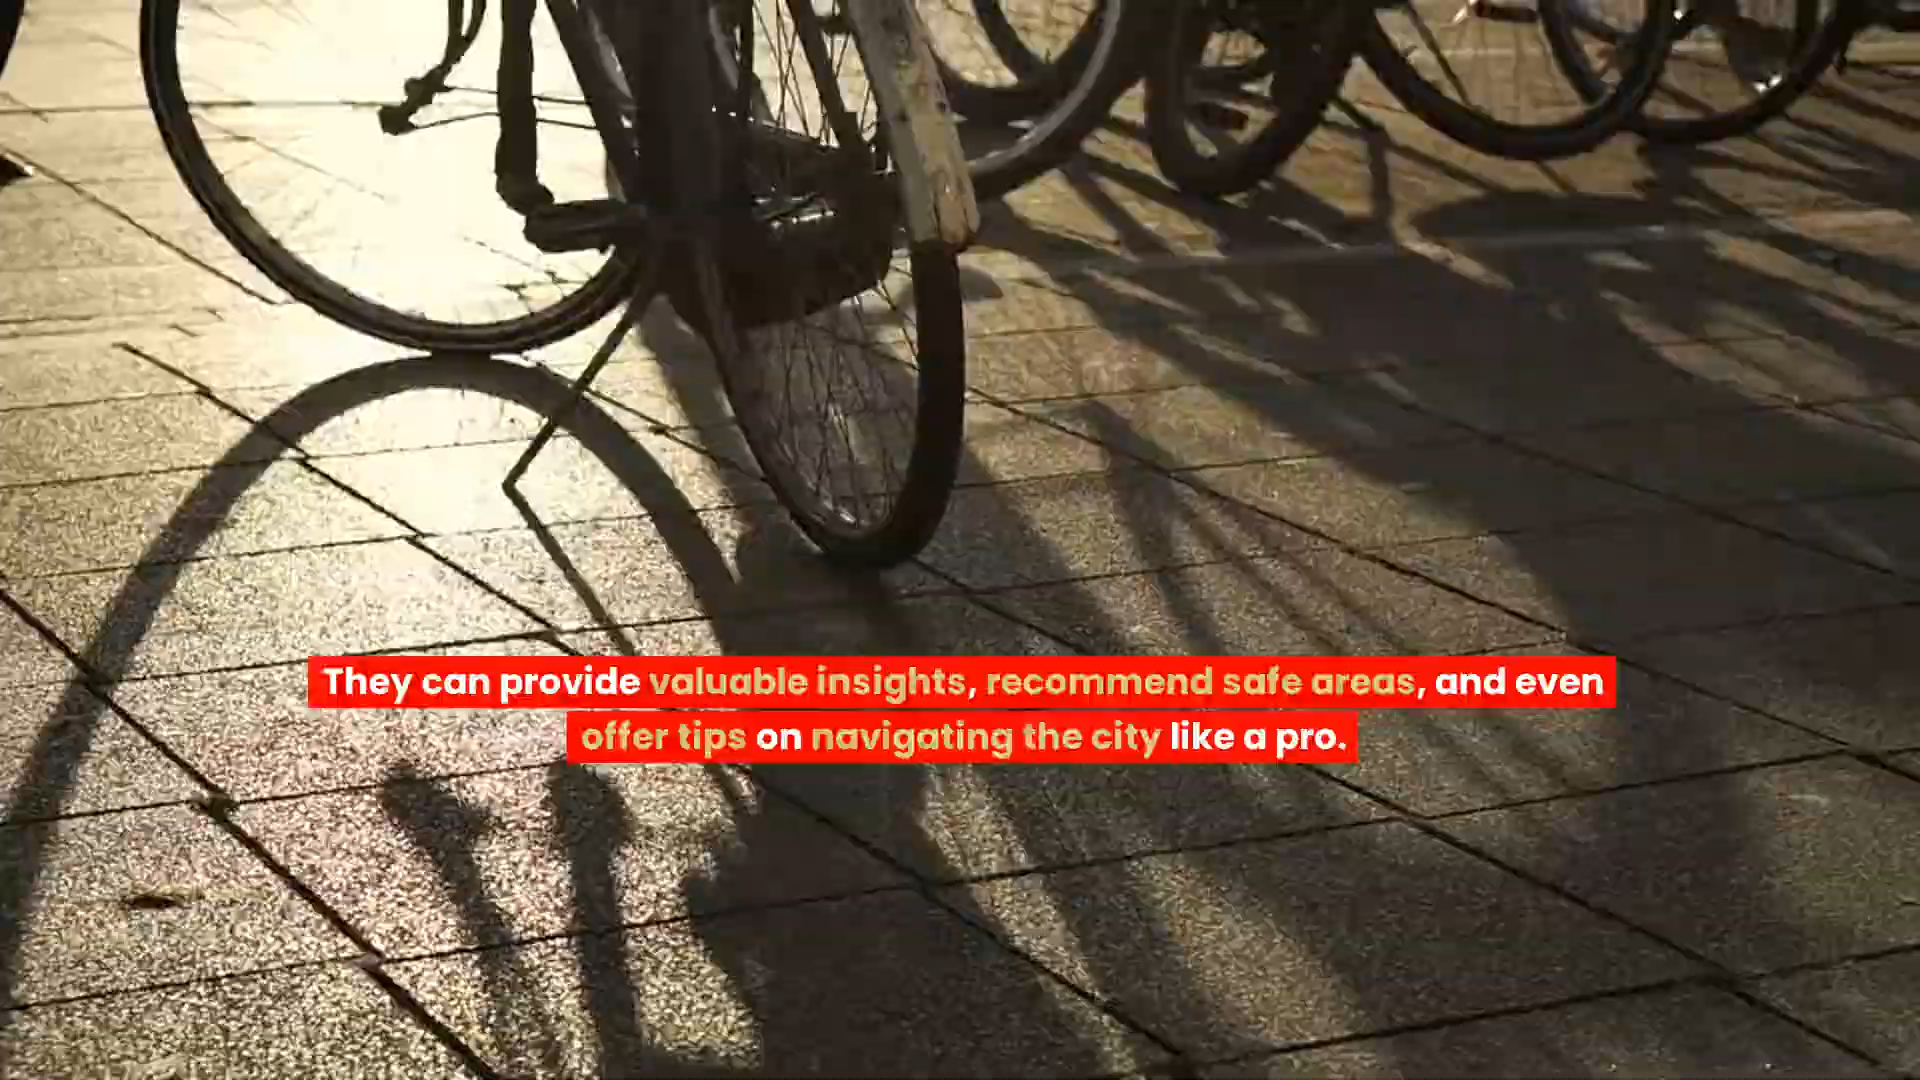 They can provide valuable insights, recommend safe areas, and even
offer tips on navigating the city like a pro.